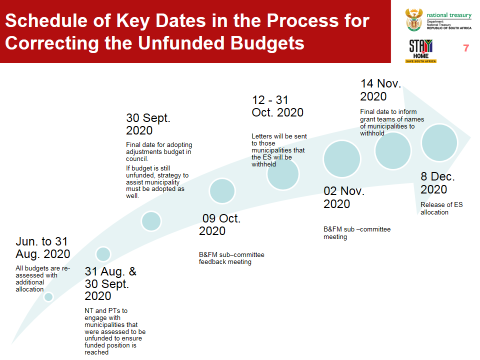 Schedule of Key Dates in the Process for
Correcting the Unfunded Budgets
national treasury
Department:
National Treasury
REPUBLIC OF SOUTH AFRICA
STAY
HOME
SAVE SOUTH AFRICA
7
Jun. to 31
Aug. 2020
All budgets are re-
assessed with
additional
allocation.
31 Aug. &
30 Sept.
2020
NT and PTs to
engage with
municipalities that
were assessed to be
unfunded to ensure
funded position is
reached
30 Sept.
2020
Final date for adopting
adjustments budget in
council.
If budget is still
unfunded, strategy to
assist municipality
must be adopted as
well.
09 Oct.
2020
B&FM sub–committee
feedback meeting
12 - 31
Oct. 2020
Letters will be sent
to those
municipalities that
the ES will be
withheld
02 Nov.
2020
B&FM sub –committee
meeting
14 Nov.
2020
Final date to inform
grant teams of names
of municipalities to
withhold
8 Dec.
2020
Release of ES
allocation